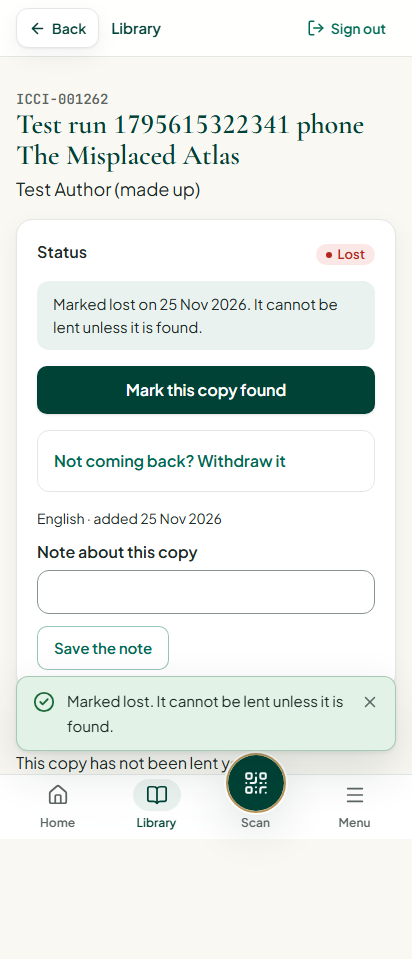 Back
Library
Sign out
ICCI-001262
Test run 1795615322341 phone
The Misplaced Atlas
Test Author (made up)
Status
Lost
Marked lost on 25 Nov 2026. It cannot be
lent unless it is found.
Mark this copy found
Not coming back? Withdraw it
English · added 25 Nov 2026
Note about this copy
Save the note
Marked lost. It cannot be lent unless it is
found.
This copy has not been lent
Home
Library
Scan
Menu